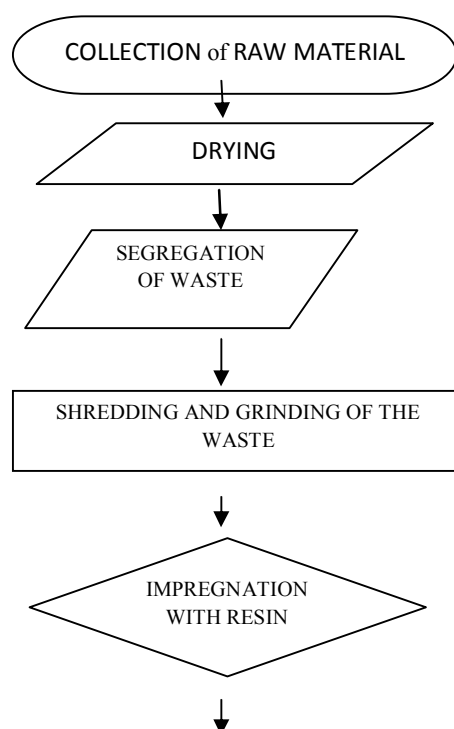 COLLECTION of RAW MATERIAL
DRYING
SEGREGATION
OF WASTE
SHREDDING AND GRINDING OF THE
WASTE
IMPREGNATION
WITH RESIN